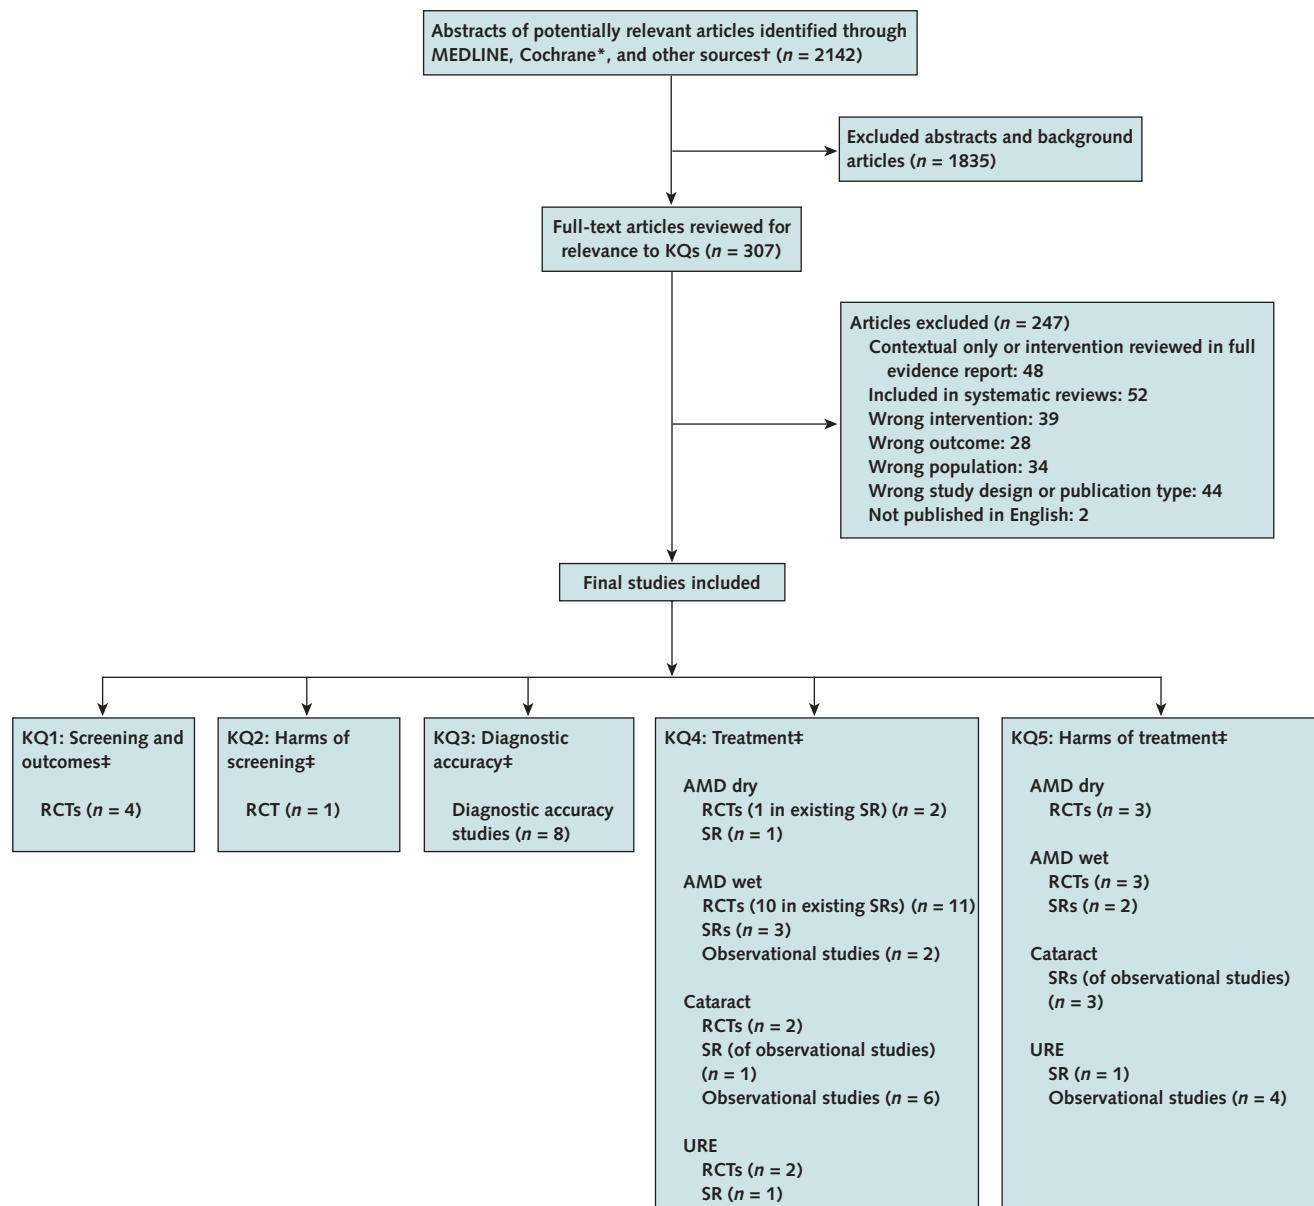 Abstracts of potentially relevant articles identified through
MEDLINE, Cochrane*, and other sources† (n = 2142)
Excluded abstracts and background
articles (n = 1835)
Full-text articles reviewed for
relevance to KQs (n = 307)
Articles excluded (n = 247)
Contextual only or intervention reviewed in full
evidence report: 48
Included in systematic reviews: 52
Wrong intervention: 39
Wrong outcome: 28
Wrong population: 34
Wrong study design or publication type: 44
Not published in English: 2
Final studies included
KQ1: Screening and
outcomes‡
RCTs (n = 4)
KQ2: Harms of
screening‡
RCT (n = 1)
KQ3: Diagnostic
accuracy‡
Diagnostic accuracy
studies (n = 8)
KQ4: Treatment‡
AMD dry
RCTs (1 in existing SR) (n = 2)
SR (n = 1)
AMD wet
RCTs (10 in existing SRs) (n = 11)
SRs (n = 3)
Observational studies (n = 2)
Cataract
RCTs (n = 2)
SR (of observational studies)
(n = 1)
Observational studies (n = 6)
URE
RCTs (n = 2)
SR (n = 1)
KQ5: Harms of treatment‡
AMD dry
RCTs (n = 3)
AMD wet
RCTs (n = 3)
SRs (n = 2)
Cataract
SRs (of observational studies)
(n = 3)
URE
SR (n = 1)
Observational studies (n = 4)